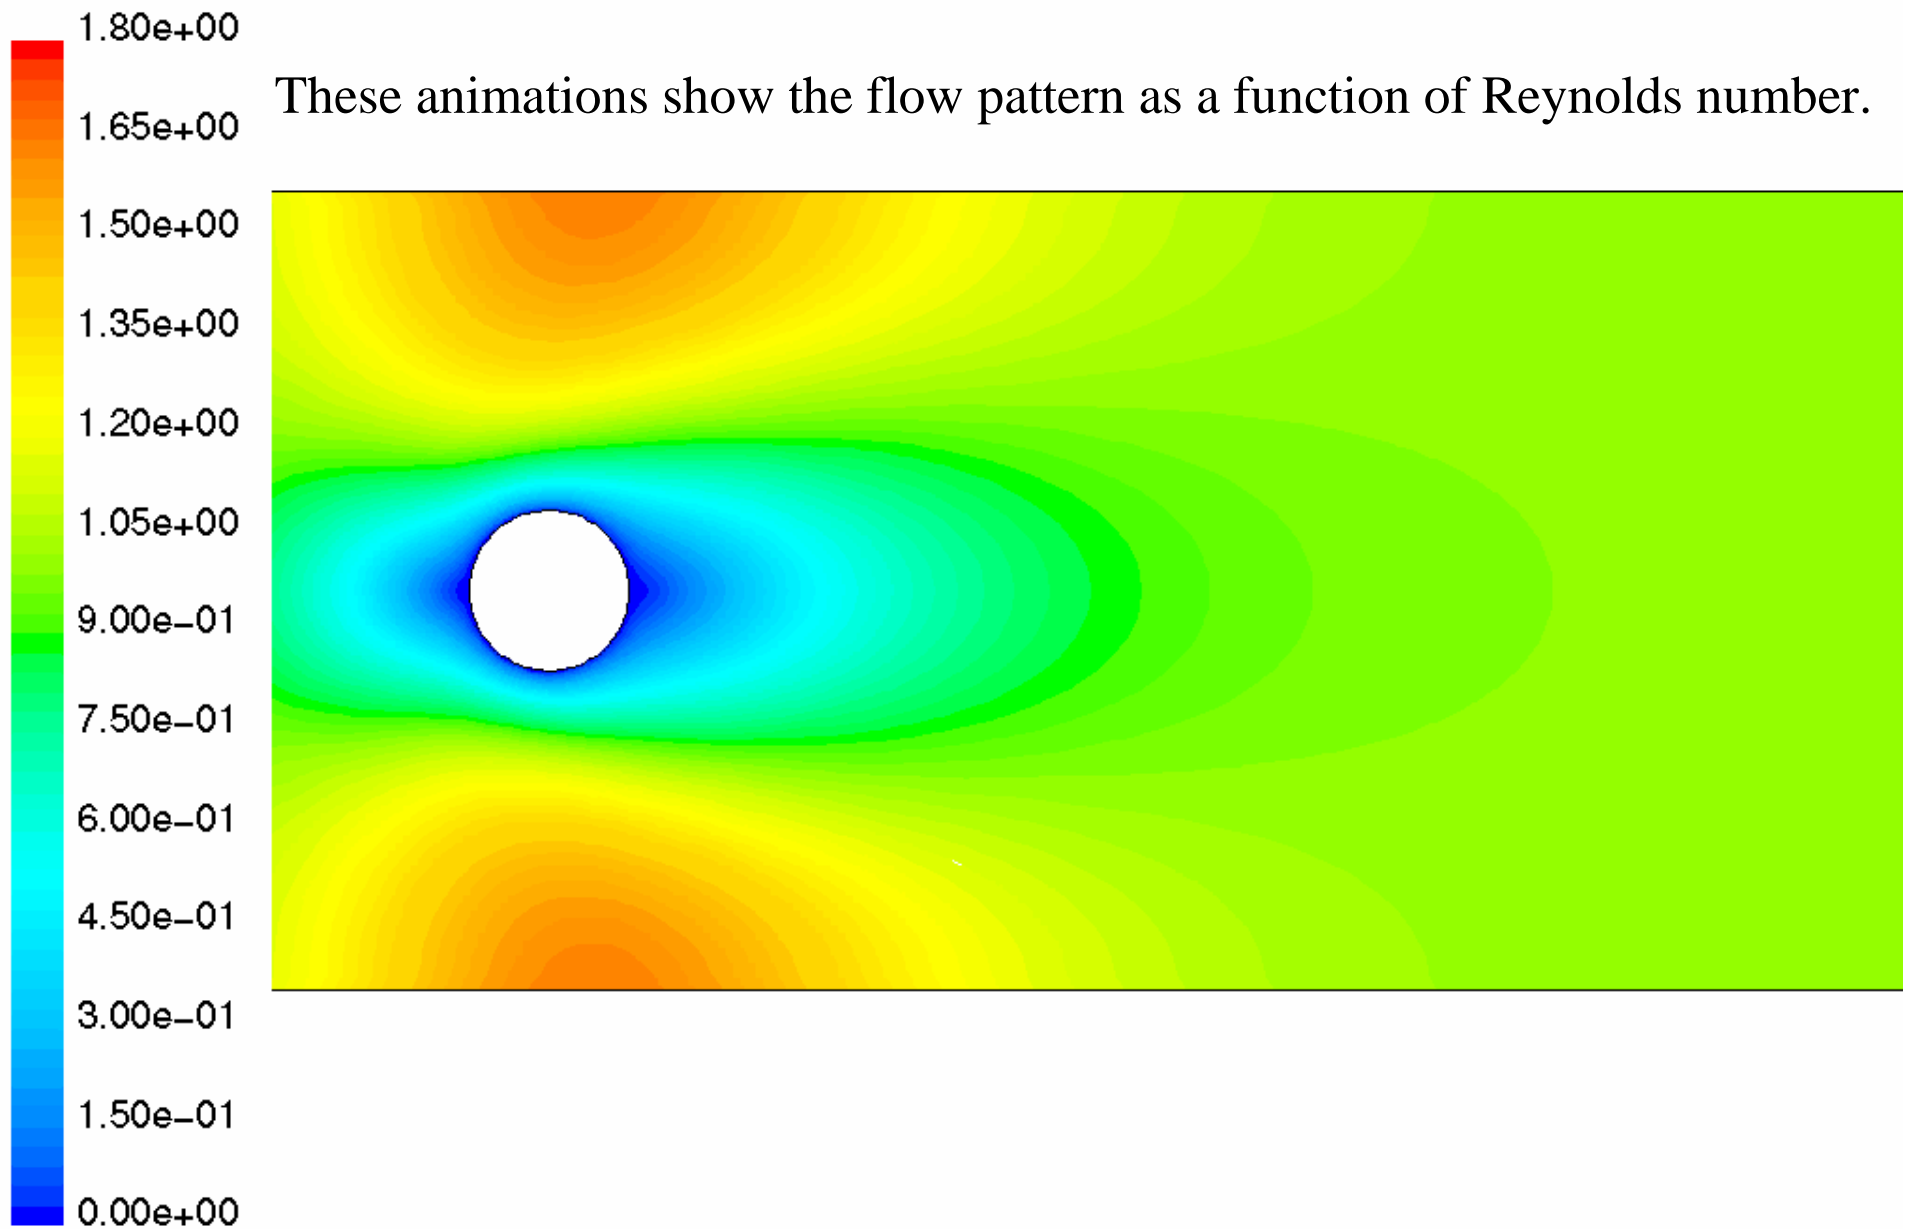 1.80e+00
These animations show the flow pattern as a function of Reynolds number.
1.65e+00
1.50e+00
1.35e+00
1.20e+00
1.05e+00
9.00e−01
7.50e−01
6.00e−01
4.50e−01
3.00e−01
1.50e−01
0.00e+00